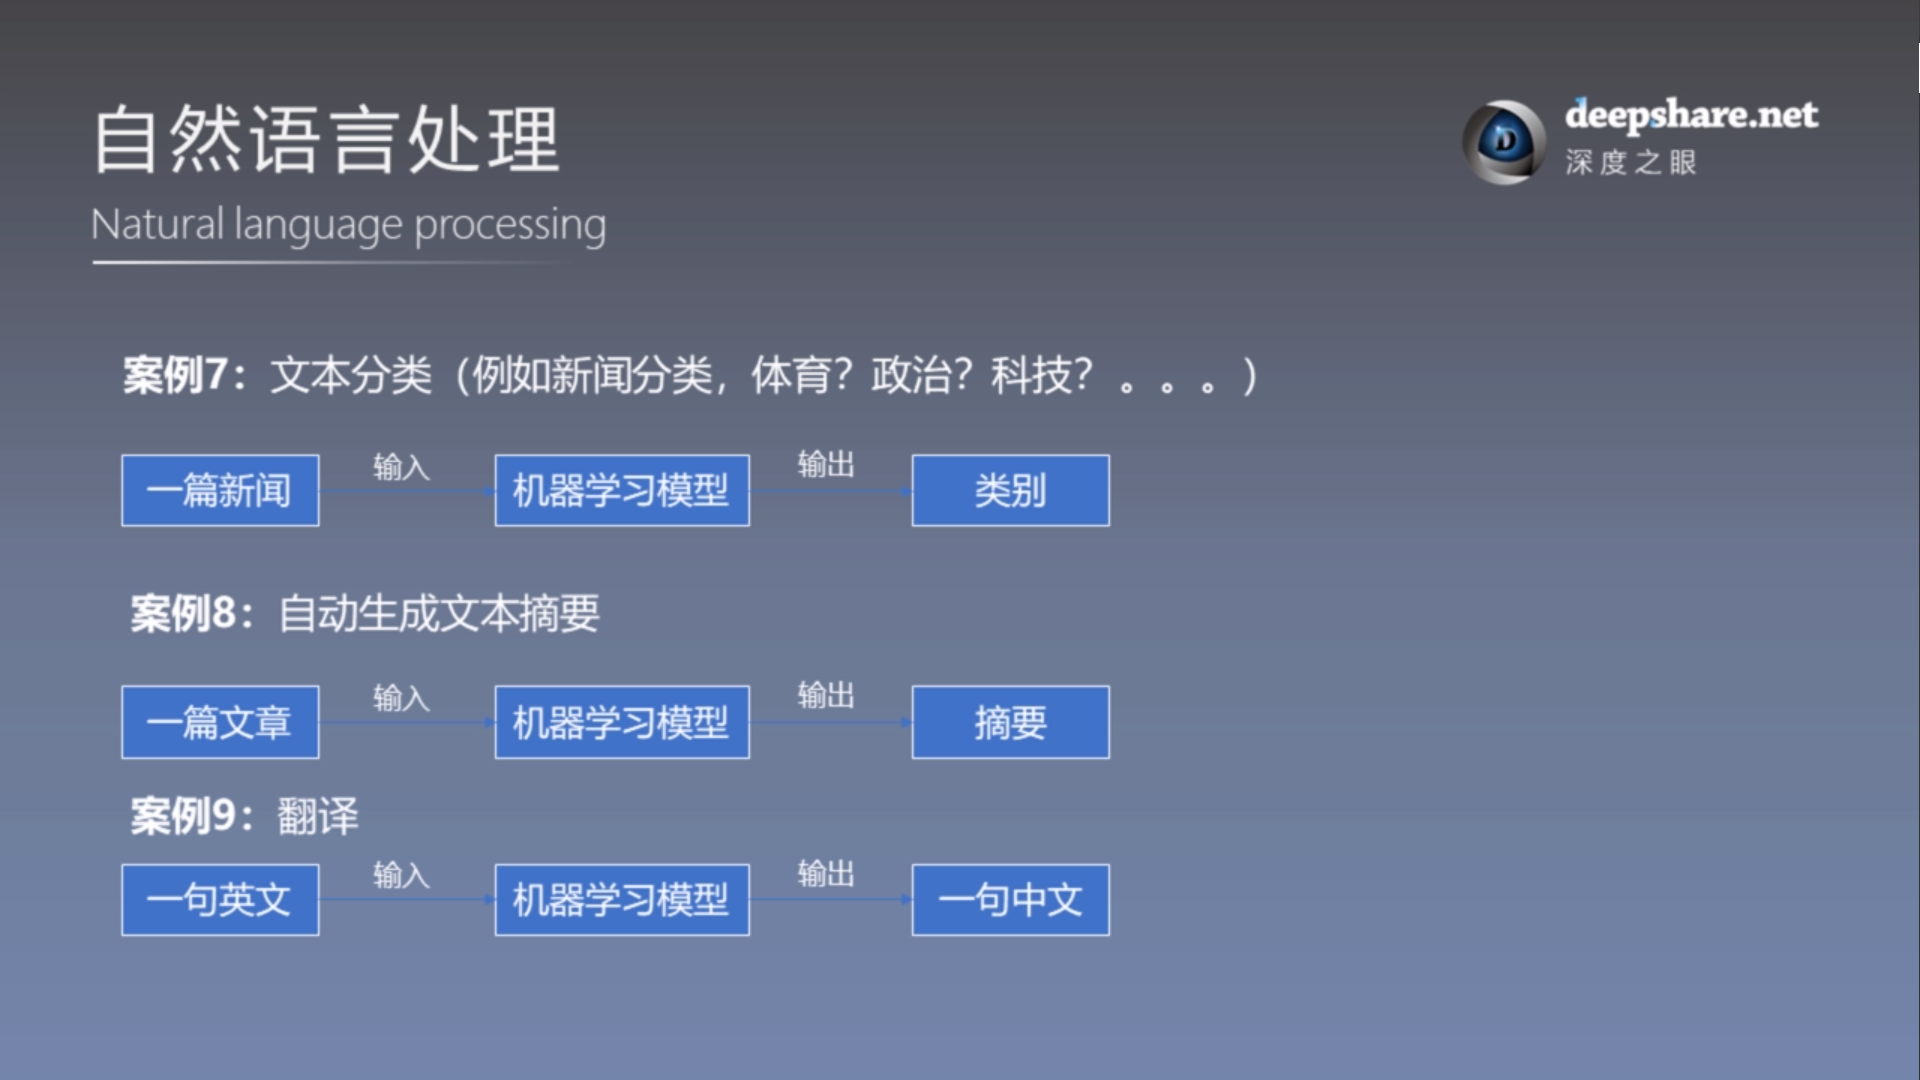 自然语言处理
Natural language processing
deepshare.net
深度之眼
案例7：文本分类（例如新闻分类，体育？政治？科技？。。。）
一篇新闻 输入 机器学习模型 输出 类别
案例8：自动生成文本摘要
一篇文章 输入 机器学习模型 输出 摘要
案例9：翻译
一句英文 输入 机器学习模型 输出 一句中文